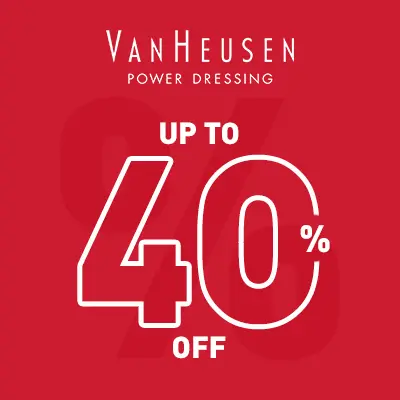 VANHEUSEN
POWER DRESSING
UP TO
40%
OFF